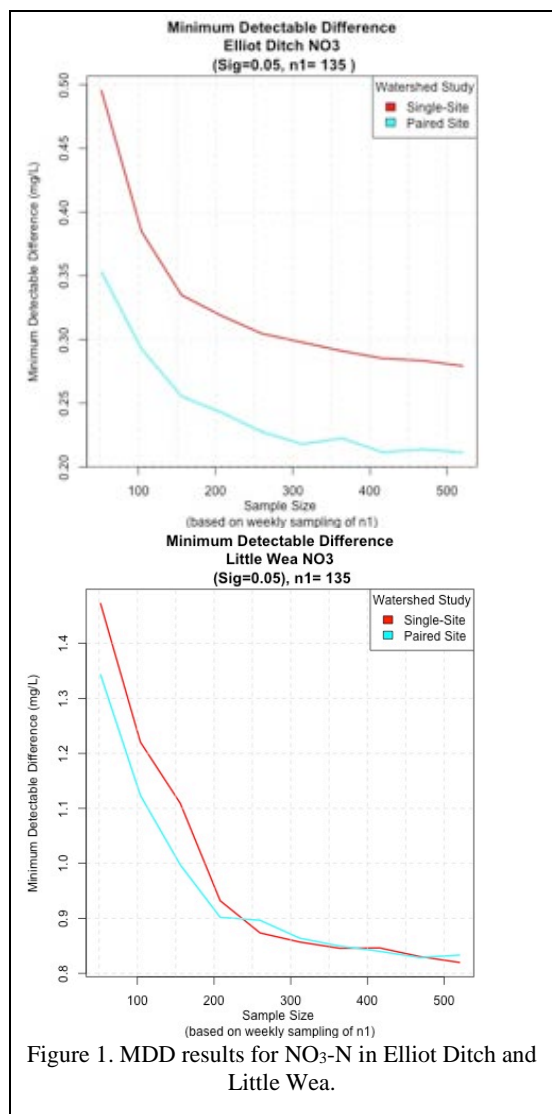 Minimum Detectable Difference
Elliot Ditch NO3
(Sig=0.05, n1= 135 )
Watershed Study
Single-Site
Paired Site
Minimum Detectable Difference (mg/L)
0.50
0.45
0.40
0.35
0.30
0.25
0.20
100 200 300 400 500
Sample Size
(based on weekly sampling of n1)
Minimum Detectable Difference
Little Wea NO3
(Sig=0.05), n1= 135
Watershed Study
Single-Site
Paired Site
Minimum Detectable Difference (mg/L)
1.4
1.3
1.2
1.1
1.0
0.9
0.8
100 200 300 400 500
Sample Size
(based on weekly sampling of n1)
Figure 1. MDD results for NO₃-N in Elliot Ditch and
Little Wea.